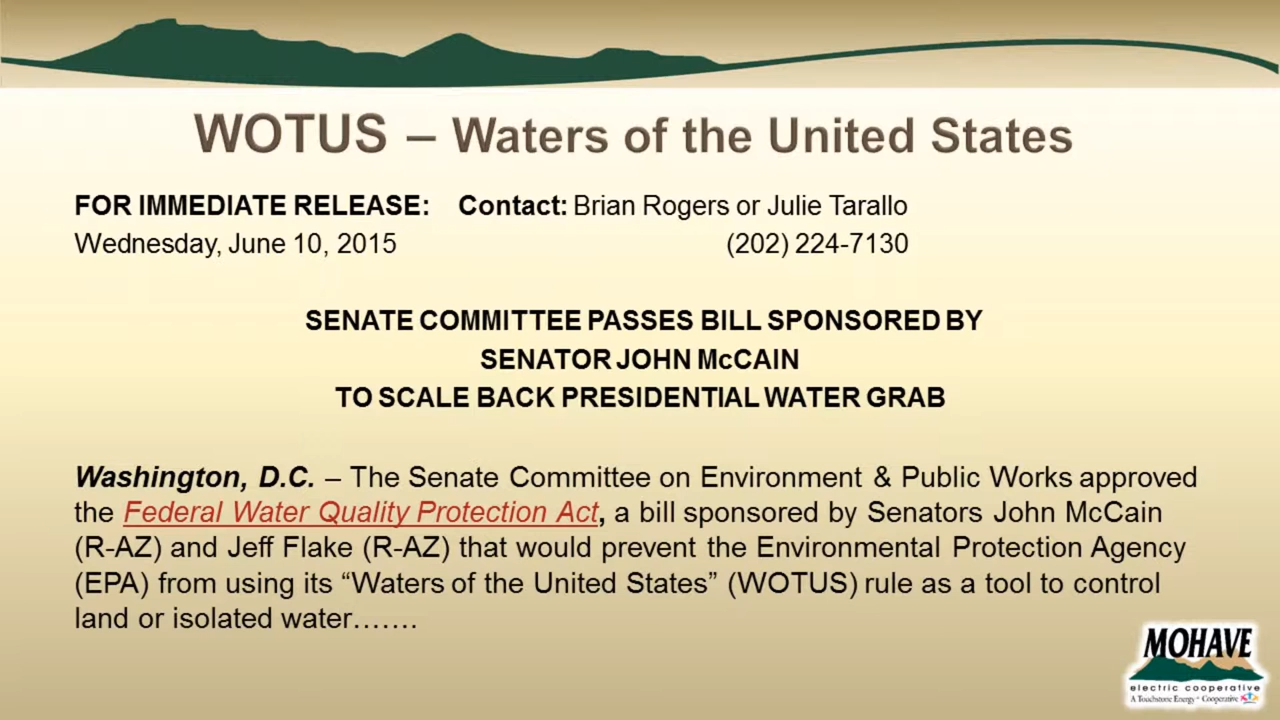 WOTUS – Waters of the United States
FOR IMMEDIATE RELEASE: Contact: Brian Rogers or Julie Tarallo
Wednesday, June 10, 2015 (202) 224-7130
SENATE COMMITTEE PASSES BILL SPONSORED BY
SENATOR JOHN McCAIN
TO SCALE BACK PRESIDENTIAL WATER GRAB
Washington, D.C. – The Senate Committee on Environment & Public Works approved
the Federal Water Quality Protection Act, a bill sponsored by Senators John McCain
(R-AZ) and Jeff Flake (R-AZ) that would prevent the Environmental Protection Agency
(EPA) from using its “Waters of the United States” (WOTUS) rule as a tool to control
land or isolated water…….
MOHAVE
electric cooperative
A Touchstone Energy® Cooperative